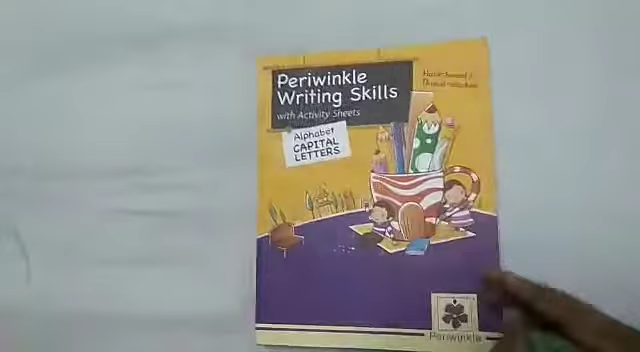 Periwinkle
Writing Skills
with Activity Sheets
Alphabet
CAPITAL
LETTERS
Periwinkle